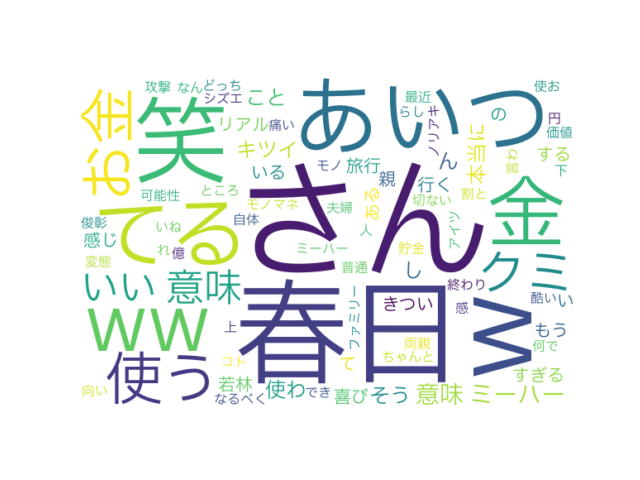 攻撃
なん
どっち
シズエ
こと
最近
使お
お金
笑
あいつ
リアル
痛い
らし
ノリアキ
の
円
価値
キツイ
ん
本当に
する
いる
モノ
旅行
親
行く
割と
言わ
下
可能性
ところ
さん
ある
切ない
金
てる
モノマネ
夫婦
俊彰
いね
自体
人
アイツ
感じ
れ
億
ミーハー
クミ
変態
普通
貯金
し
終わり
酷い
い
いい
意味
春日
きつい
感
WW
W
上
ファミリー
もう
使う
両親
何で
コト
て
ちゃんと
すぎる
向い
若林
使わ
でき
なるべく
喜び
そう
意味
ミーハー